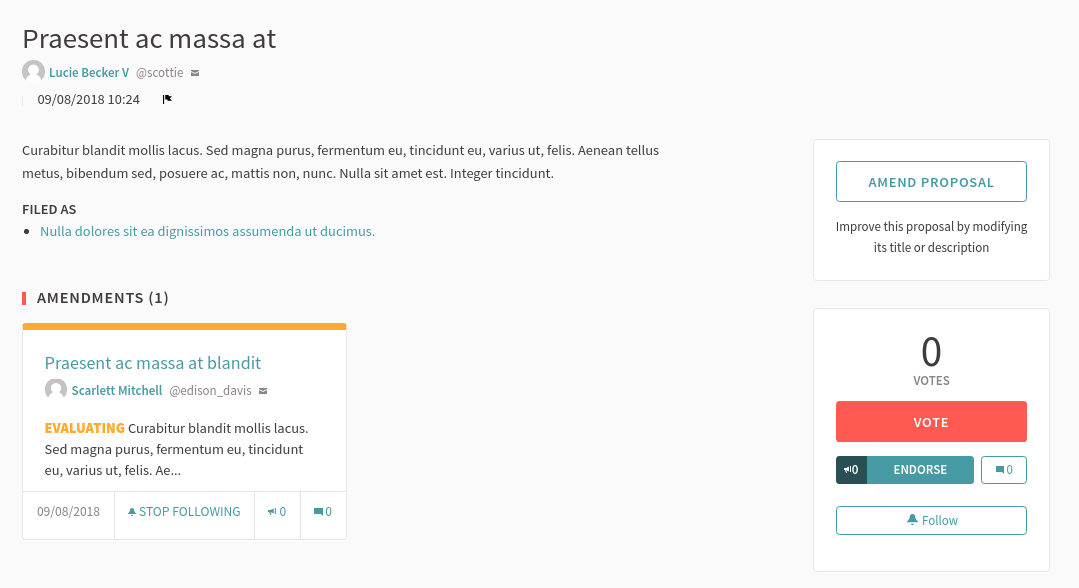 Praesent ac massa at
Lucie Becker V @scottie
09/08/2018 10:24
Curabitur blandit mollis lacus. Sed magna purus, fermentum eu, tincidunt eu, varius ut, felis. Aenean tellus
metus, bibendum sed, posuere ac, mattis non, nunc. Nulla sit amet est. Integer tincidunt.
FILED AS
Nulla dolores sit ea dignissimos assumenda ut ducimus.
AMENDMENTS (1)
Praesent ac massa at blandit
Scarlett Mitchell @edison_davis
EVALUATING Curabitur blandit mollis lacus.
Sed magna purus, fermentum eu, tincidunt
eu, varius ut, felis. Ae...
09/08/2018 STOP FOLLOWING 0 0
AMEND PROPOSAL
Improve this proposal by modifying
its title or description
0
VOTES
VOTE
0 ENDORSE 0
Follow